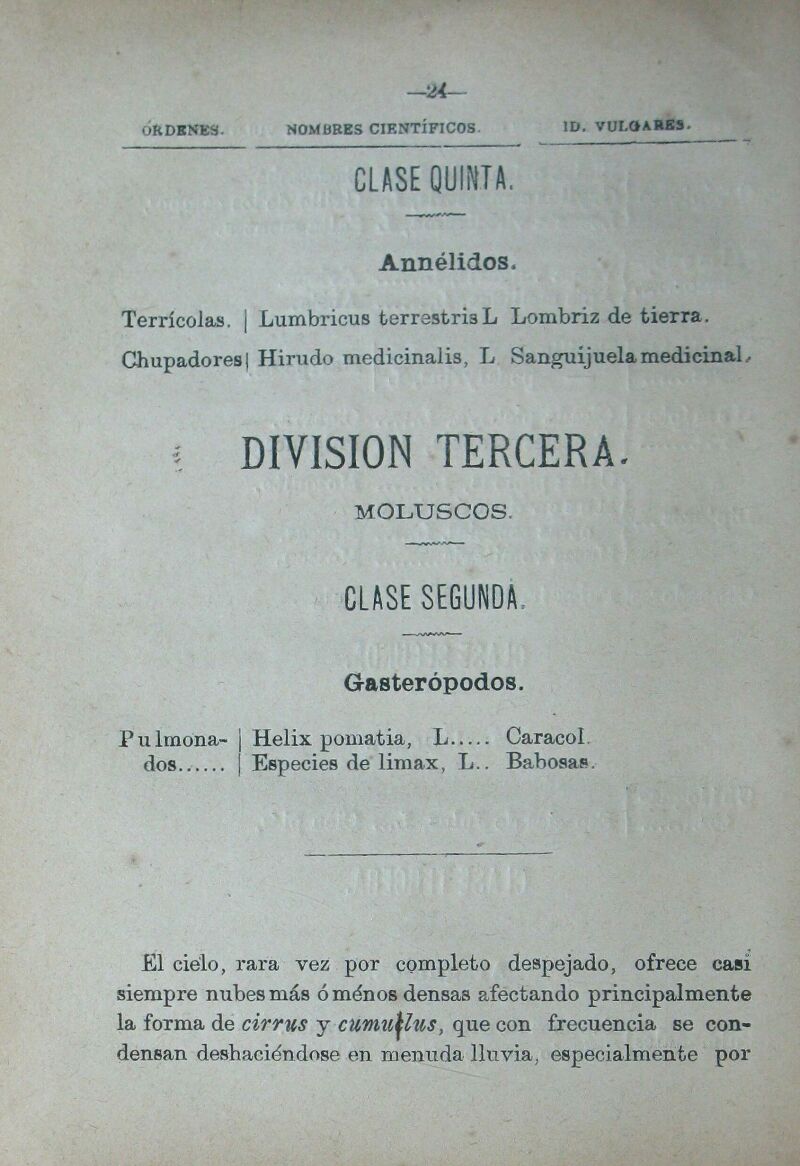 —24—
ÓRDENES. NOMBRES CIENTÍFICOS. ID. VULGARES.
CLASE QUINTA.
Annélidos.
Terrícolas. | Lumbricus terrestris L Lombriz de tierra.
Chupadores | Hirudo medicinalis, L Sanguijuela medicinal.
DIVISION TERCERA.
MOLUSCOS.
CLASE SEGUNDA.
Gasterópodos.
Pulmona- | Helix pomatia, L..... Caracol.
dos...... | Especies de limax, L.. Babosas.
El cielo, rara vez por completo despejado, ofrece casi
siempre nubes más ó ménos densas afectando principalmente
la forma de cirrus y cumullus, que con frecuencia se con-
densan deshaciéndose en menuda lluvia, especialmente por